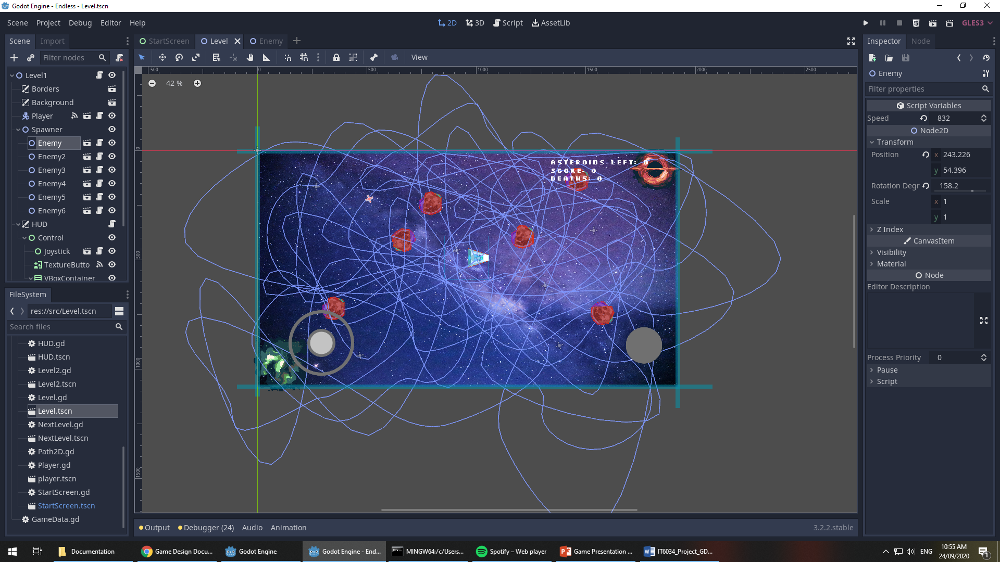 Godot Engine - Endless - Level.tscn
Scene Project Debug Editor Help
2D 3D Script AssetLib
GLES3
Scene Import
StartScreen Level Enemy
Inspector Node
Filter nodes
View
Level1
Borders
Background
Player
Spawner
Enemy
Enemy2
Enemy3
Enemy4
Enemy5
Enemy6
HUD
Control
Joystick
TextureButto
VBoxContainer
FileSystem
res://src/Level.tscn
Search files
HUD.gd
HUD.tscn
Level2.gd
Level2.tscn
Level.gd
Level.tscn
NextLevel.gd
NextLevel.tscn
Path2D.gd
Player.gd
player.tscn
StartScreen.gd
StartScreen.tscn
GameData.gd
-500 0 500 1000 1500 2000 2500
42 %
0
500
1000
1500
ASTEROIDS LEFT: 0
SCORE: 0
DEATHS: 0
Output Debugger (24) Audio Animation 3.2.2.stable
Enemy
Filter properties
Script Variables
Speed 832
Node2D
Transform
Position x 243.226
y 54.396
Rotation Degr 158.2
Scale x 1
y 1
Z Index
CanvasItem
Visibility
Material
Node
Editor Description
Process Priority 0
Pause
Script
Documentation
Game Design Docu...
Godot Engine
Godot Engine - End...
MINGW64:/c/Users...
Spotify – Web player
Game Presentation ...
IT6034_Project_GD...
ENG
10:55 AM
24/09/2020
1